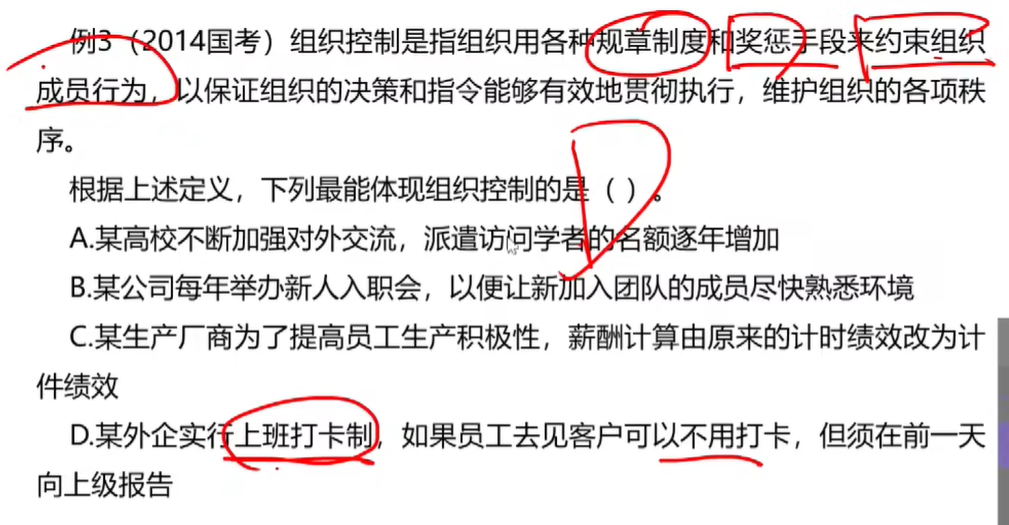 例3（2014国考）组织控制是指组织用各种规章制度和奖惩手段来约束组织
成员行为，以保证组织的决策和指令能够有效地贯彻执行，维护组织的各项秩
序。
根据上述定义，下列最能体现组织控制的是（ ）。
D
A.某高校不断加强对外交流，派遣访问学者的名额逐年增加
B.某公司每年举办新人入职会，以便让新加入团队的成员尽快熟悉环境
C.某生产厂商为了提高员工生产积极性，薪酬计算由原来的计时绩效改为计
件绩效
D.某外企实行上班打卡制，如果员工去见客户可以不用打卡，但须在前一天
向上级报告